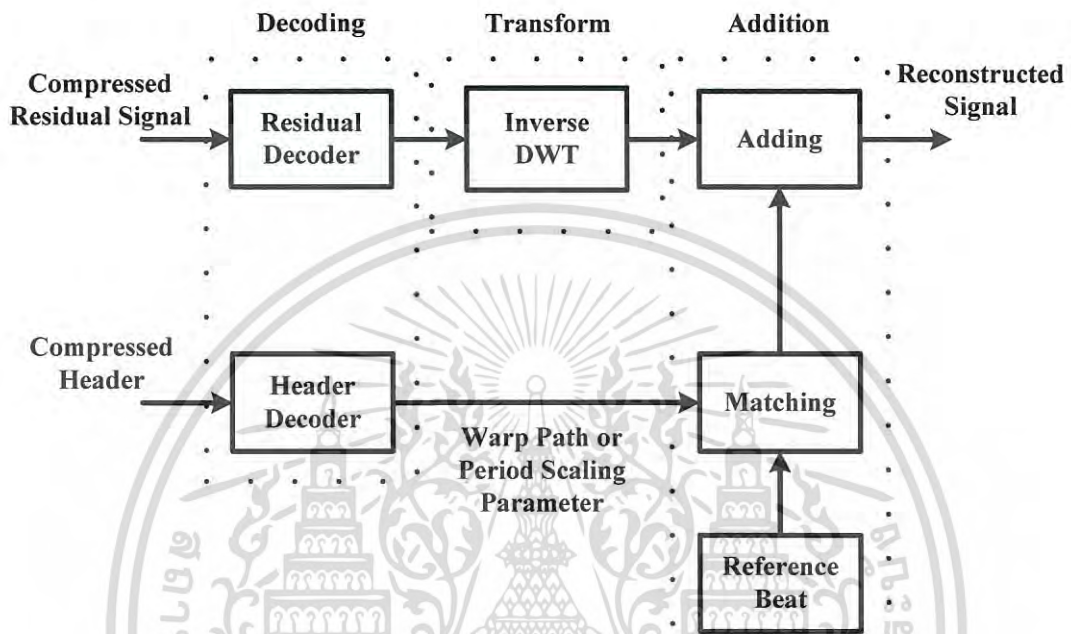 Decoding
Transform
Addition
Compressed
Residual Signal
Residual
Decoder
Inverse
DWT
Adding
Reconstructed
Signal
Compressed
Header
Header
Decoder
Warp Path or
Period Scaling
Parameter
Matching
Reference
Beat